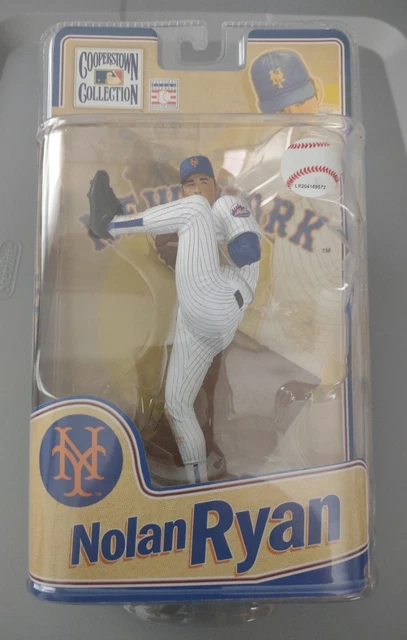 COOPERSTOWN
COLLECTION
NEW YORK
NY
Nolan Ryan